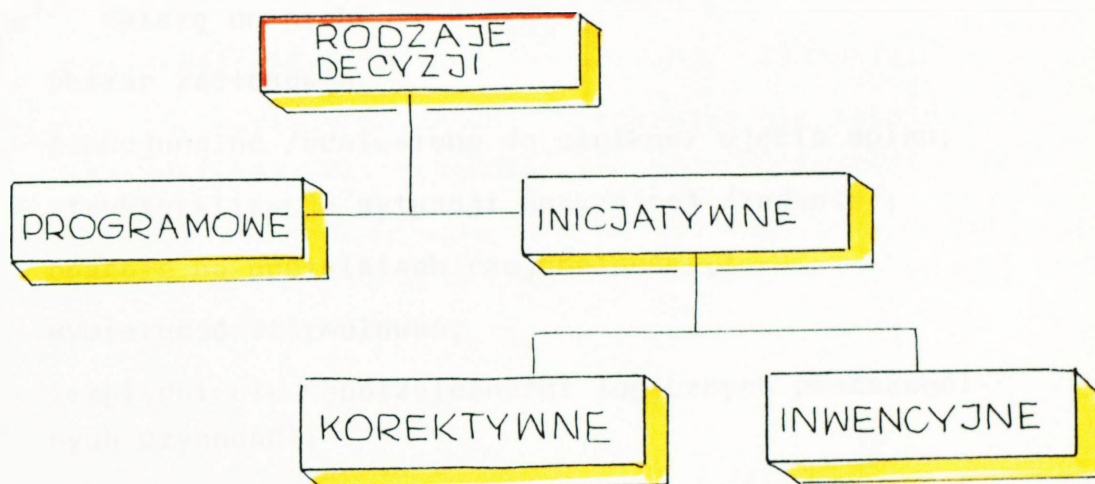 RODZAJE
DECYZJI
PROGRAMOWE
INICJATYWNE
KOREKTYWNE
INWENCYJNE